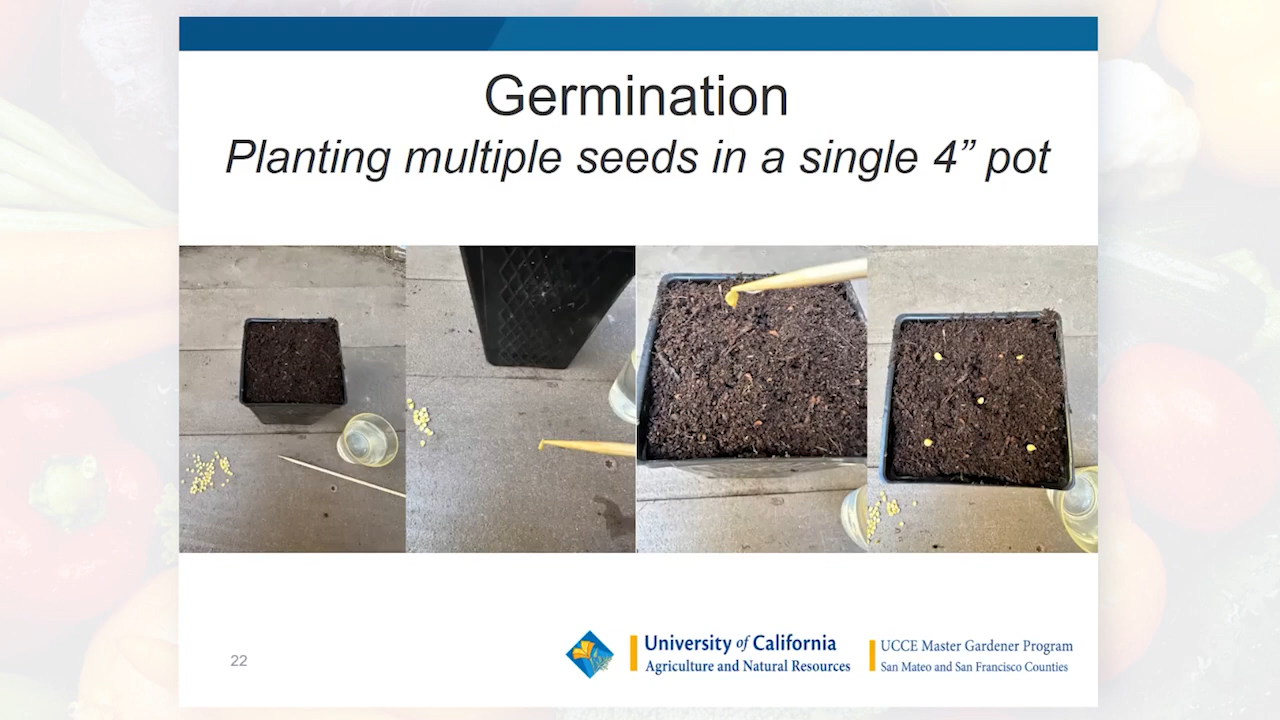 Germination
Planting multiple seeds in a single 4” pot
22
University of California
Agriculture and Natural Resources
UCCE Master Gardener Program
San Mateo and San Francisco Counties